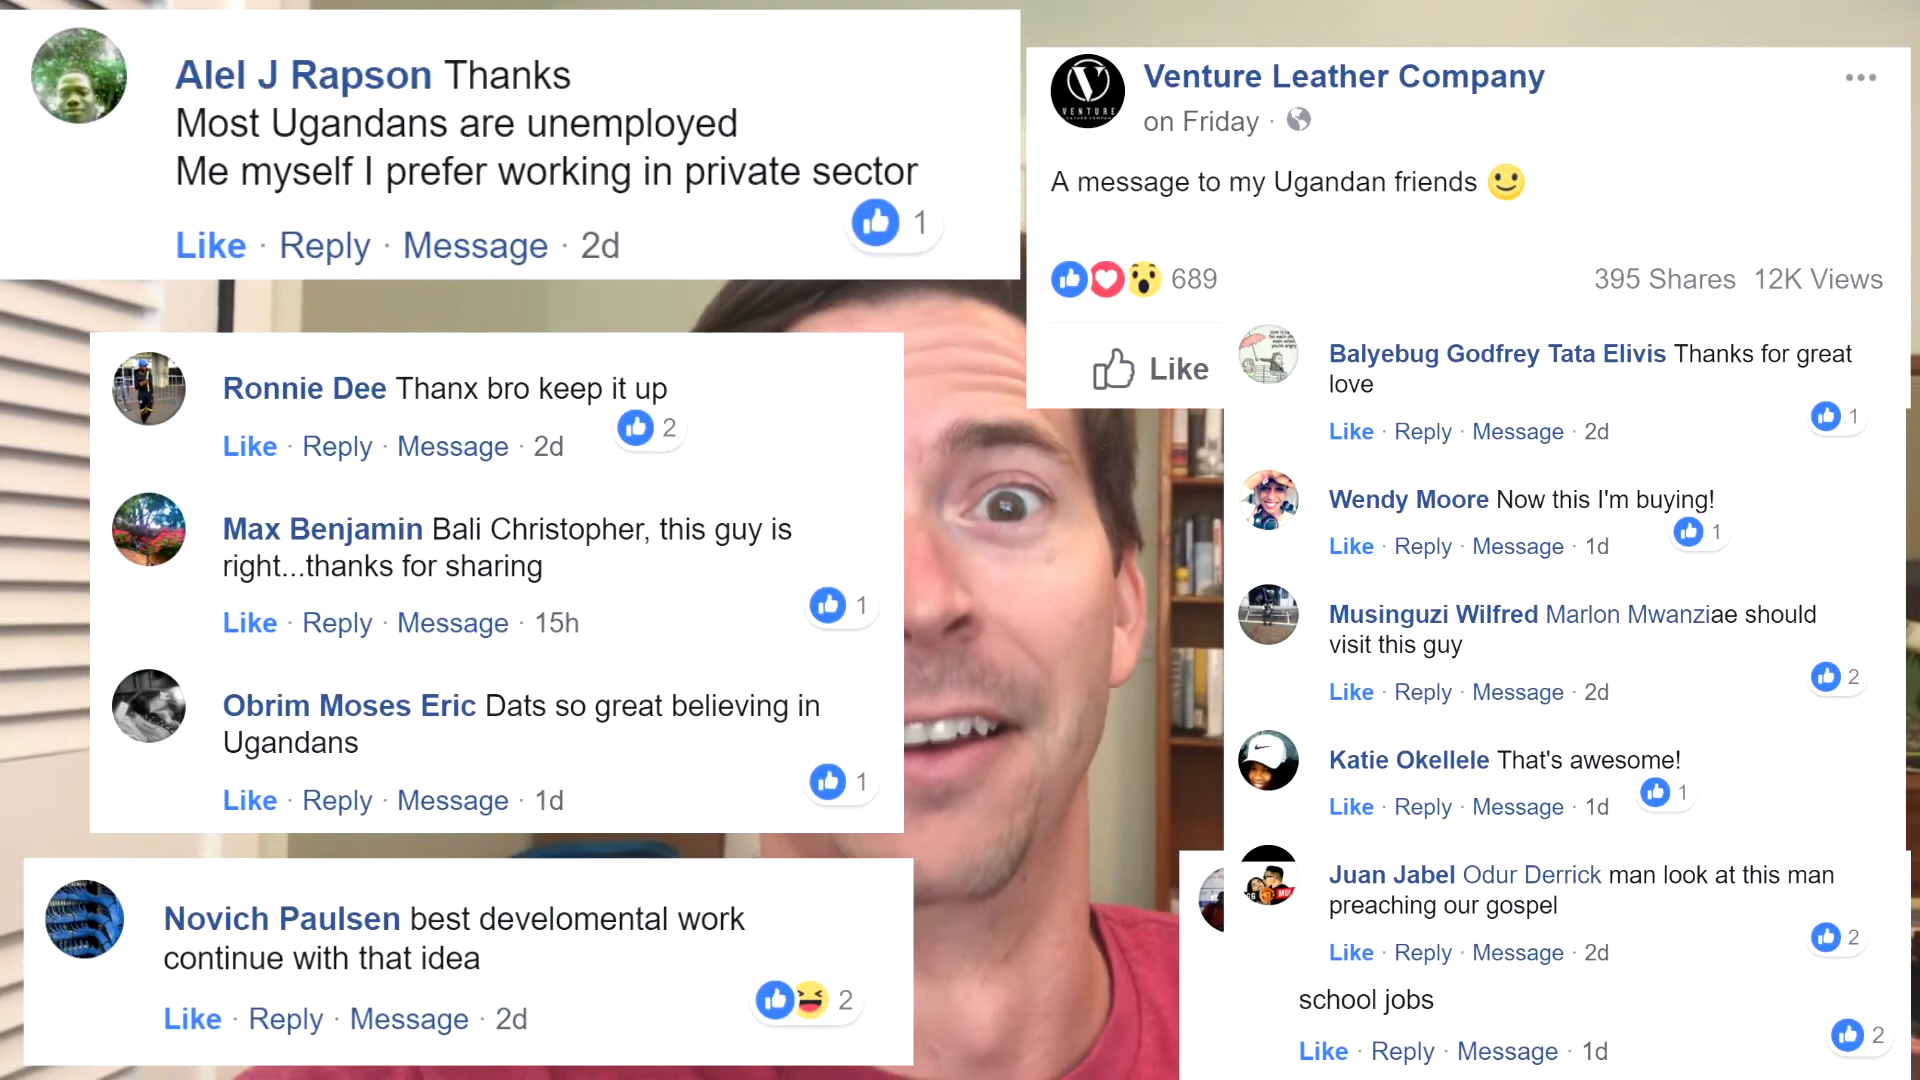 Alel J Rapson Thanks
Most Ugandans are unemployed
Me myself I prefer working in private sector
1
Like · Reply · Message · 2d
Ronnie Dee Thanx bro keep it up
2
Like · Reply · Message · 2d
Max Benjamin Bali Christopher, this guy is
right...thanks for sharing
1
Like · Reply · Message · 15h
Obrim Moses Eric Dats so great believing in
Ugandans
1
Like · Reply · Message · 1d
Novich Paulsen best develomental work
continue with that idea
2
Like · Reply · Message · 2d
VENTURE
Venture Leather Company
on Friday ·
A message to my Ugandan friends
689
395 Shares 12K Views
Like
Balyebug Godfrey Tata Elivis Thanks for great
love
1
Like · Reply · Message · 2d
Wendy Moore Now this I'm buying!
1
Like · Reply · Message · 1d
Musinguzi Wilfred Marlon Mwanziae should
visit this guy
2
Like · Reply · Message · 2d
Katie Okellele That's awesome!
1
Like · Reply · Message · 1d
Juan Jabel Odur Derrick man look at this man
preaching our gospel
2
Like · Reply · Message · 2d
school jobs
2
Like · Reply · Message · 1d